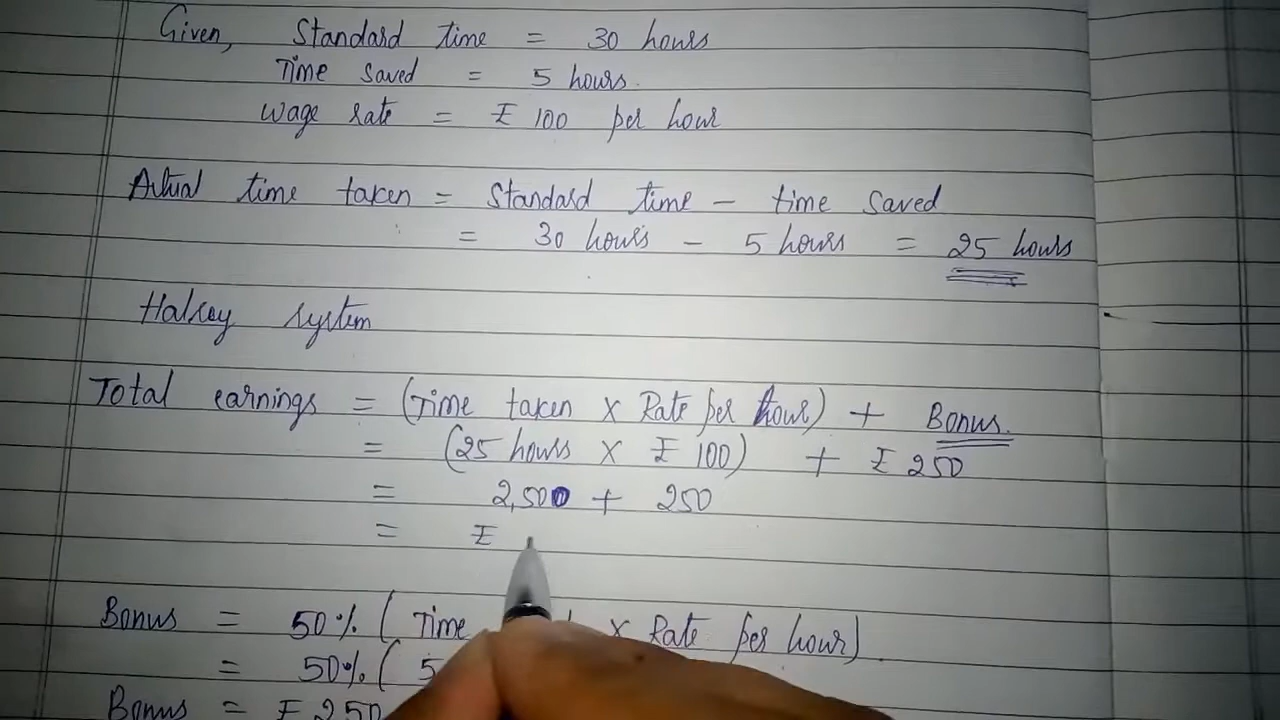 Given, Standard time = 30 hours
Time saved = 5 hours.
Wage rate = ₹ 100 per hour
Actual time taken = Standard time - time saved
= 30 hours - 5 hours = 25 hours
Halsey system
Total earnings = (Time taken x Rate per hour) + Bonus.
= (25 hours x ₹ 100) + ₹ 250
= 2,500 + 250
= ₹
Bonus = 50% ( Time x Rate per hour)
= 50% ( 5
Bonus = ₹ 250